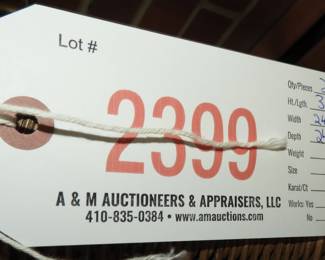 Lot #
2399
A & M AUCTIONEERS & APPRAISERS, LLC
410-835-0384 • www.amauctions.com
Qty/Pieces
Ht./Lgth.
Width
Depth
Weight
Size
Karat/Ct
Works: Yes
No